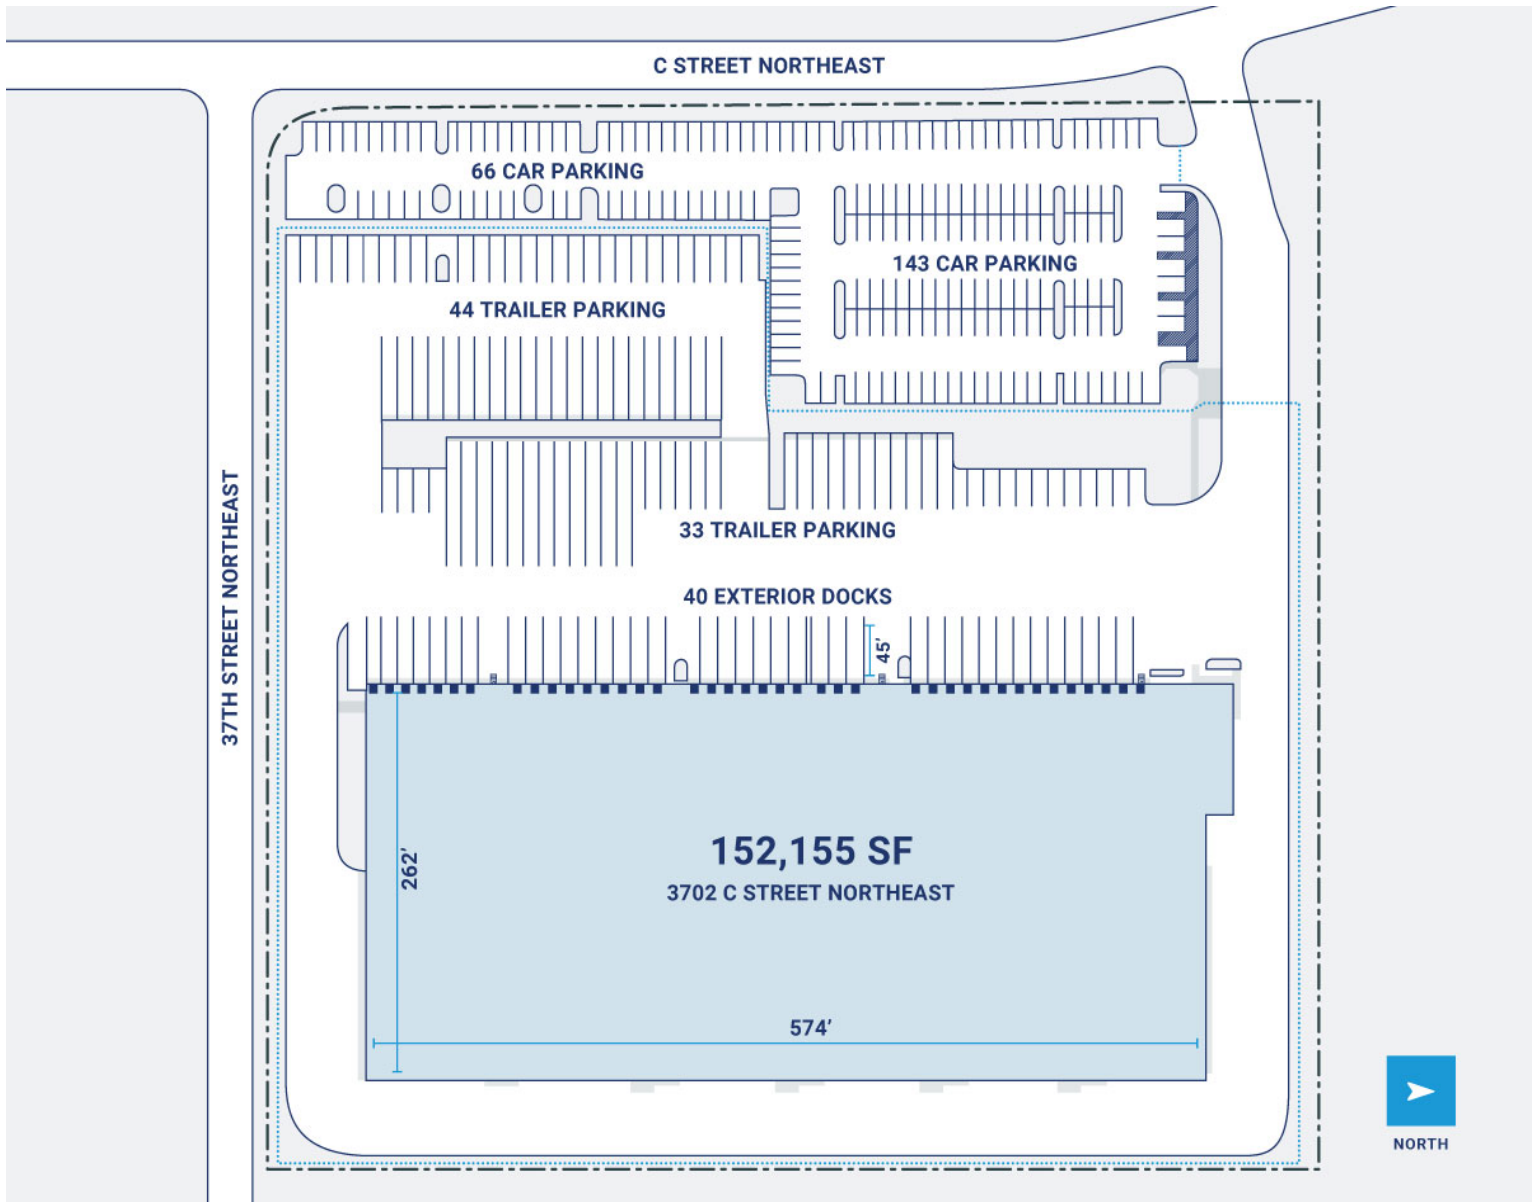 C STREET NORTHEAST
66 CAR PARKING
143 CAR PARKING
44 TRAILER PARKING
37TH STREET NORTHEAST
33 TRAILER PARKING
40 EXTERIOR DOCKS
45'
152,155 SF
262'
3702 C STREET NORTHEAST
574'
NORTH